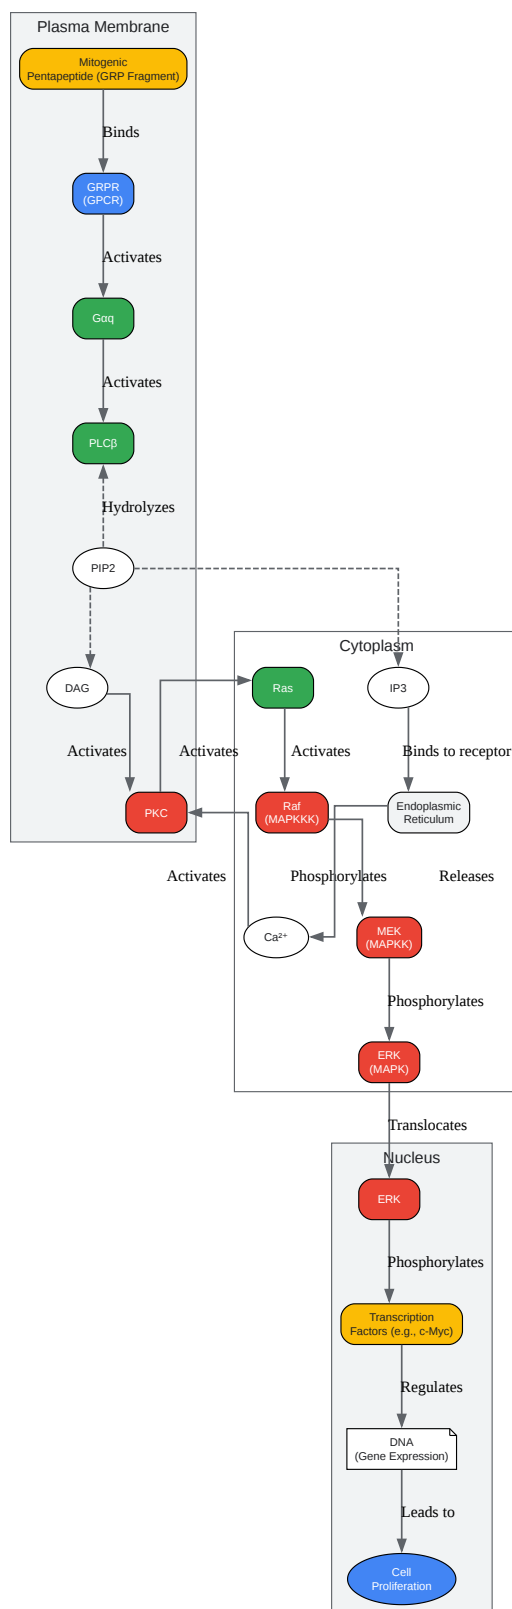 Plasma Membrane
Mitogenic
Pentapeptide (GRP Fragment)
Binds
GRPR
(GPCR)
Activates
Gαq
Activates
PLCβ
Hydrolyzes
PIP2
Cytoplasm
DAG
Ras
IP3
Activates
Activates
Activates
Binds to receptor
PKC
Raf
(MAPKKK)
Endoplasmic
Reticulum
Activates
Phosphorylates
Releases
Ca²⁺
MEK
(MAPKK)
Phosphorylates
ERK
(MAPK)
Translocates
Nucleus
ERK
Phosphorylates
Transcription
Factors (e.g., c-Myc)
Regulates
DNA
(Gene Expression)
Leads to
Cell
Proliferation